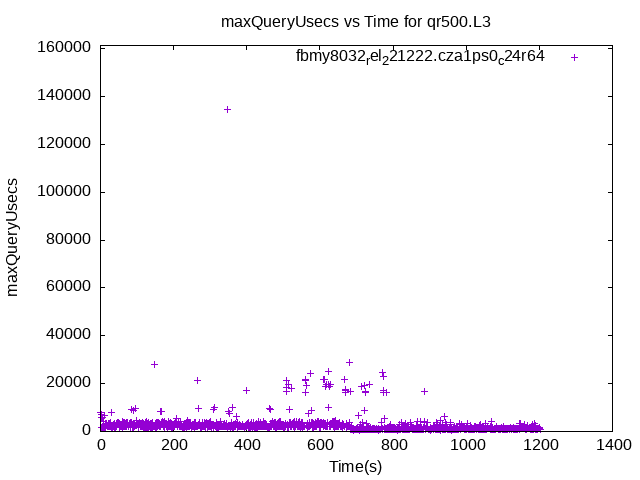 maxQueryUsecs vs Time for qr500.L3
fbmy8032rel221222.cza1ps0c24r64
160000
140000
120000
100000
80000
60000
40000
20000
0
maxQueryUsecs
0 200 400 600 800 1000 1200 1400
Time(s)